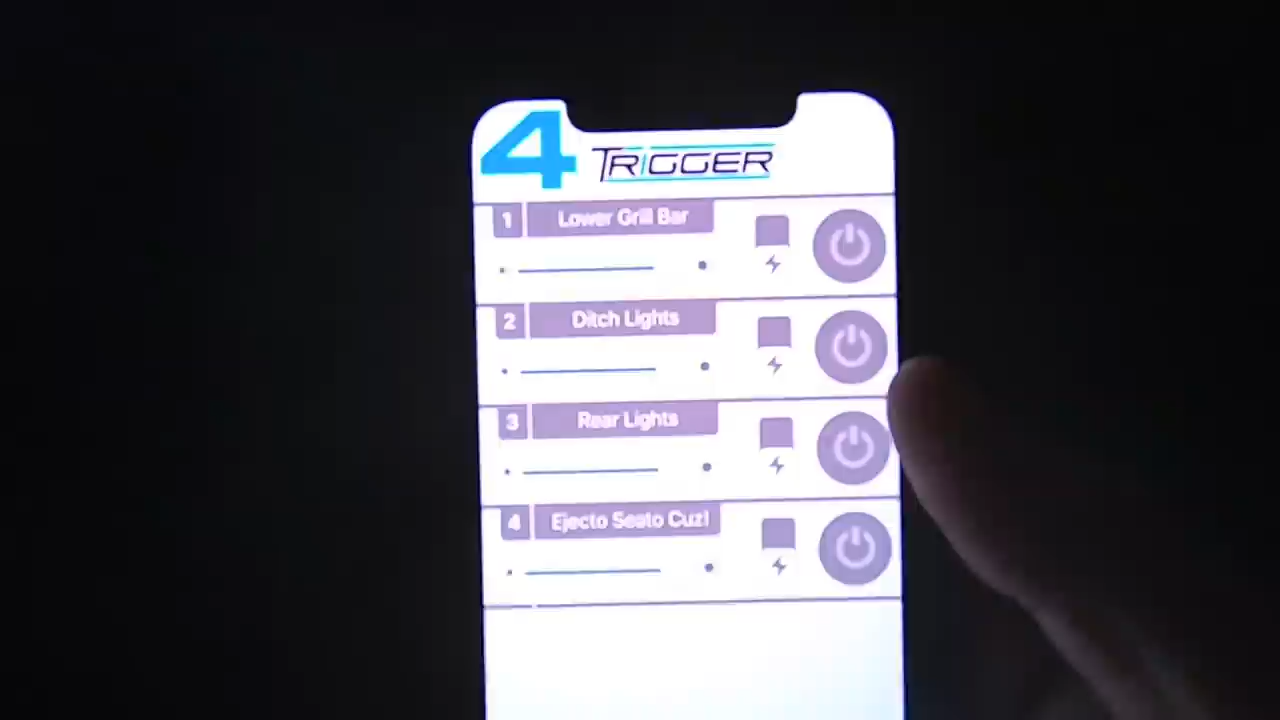 4 TRIGGER
1 Lower Grill Bar
2 Ditch Lights
3 Rear Lights
4 Ejecto Seato Cuz!